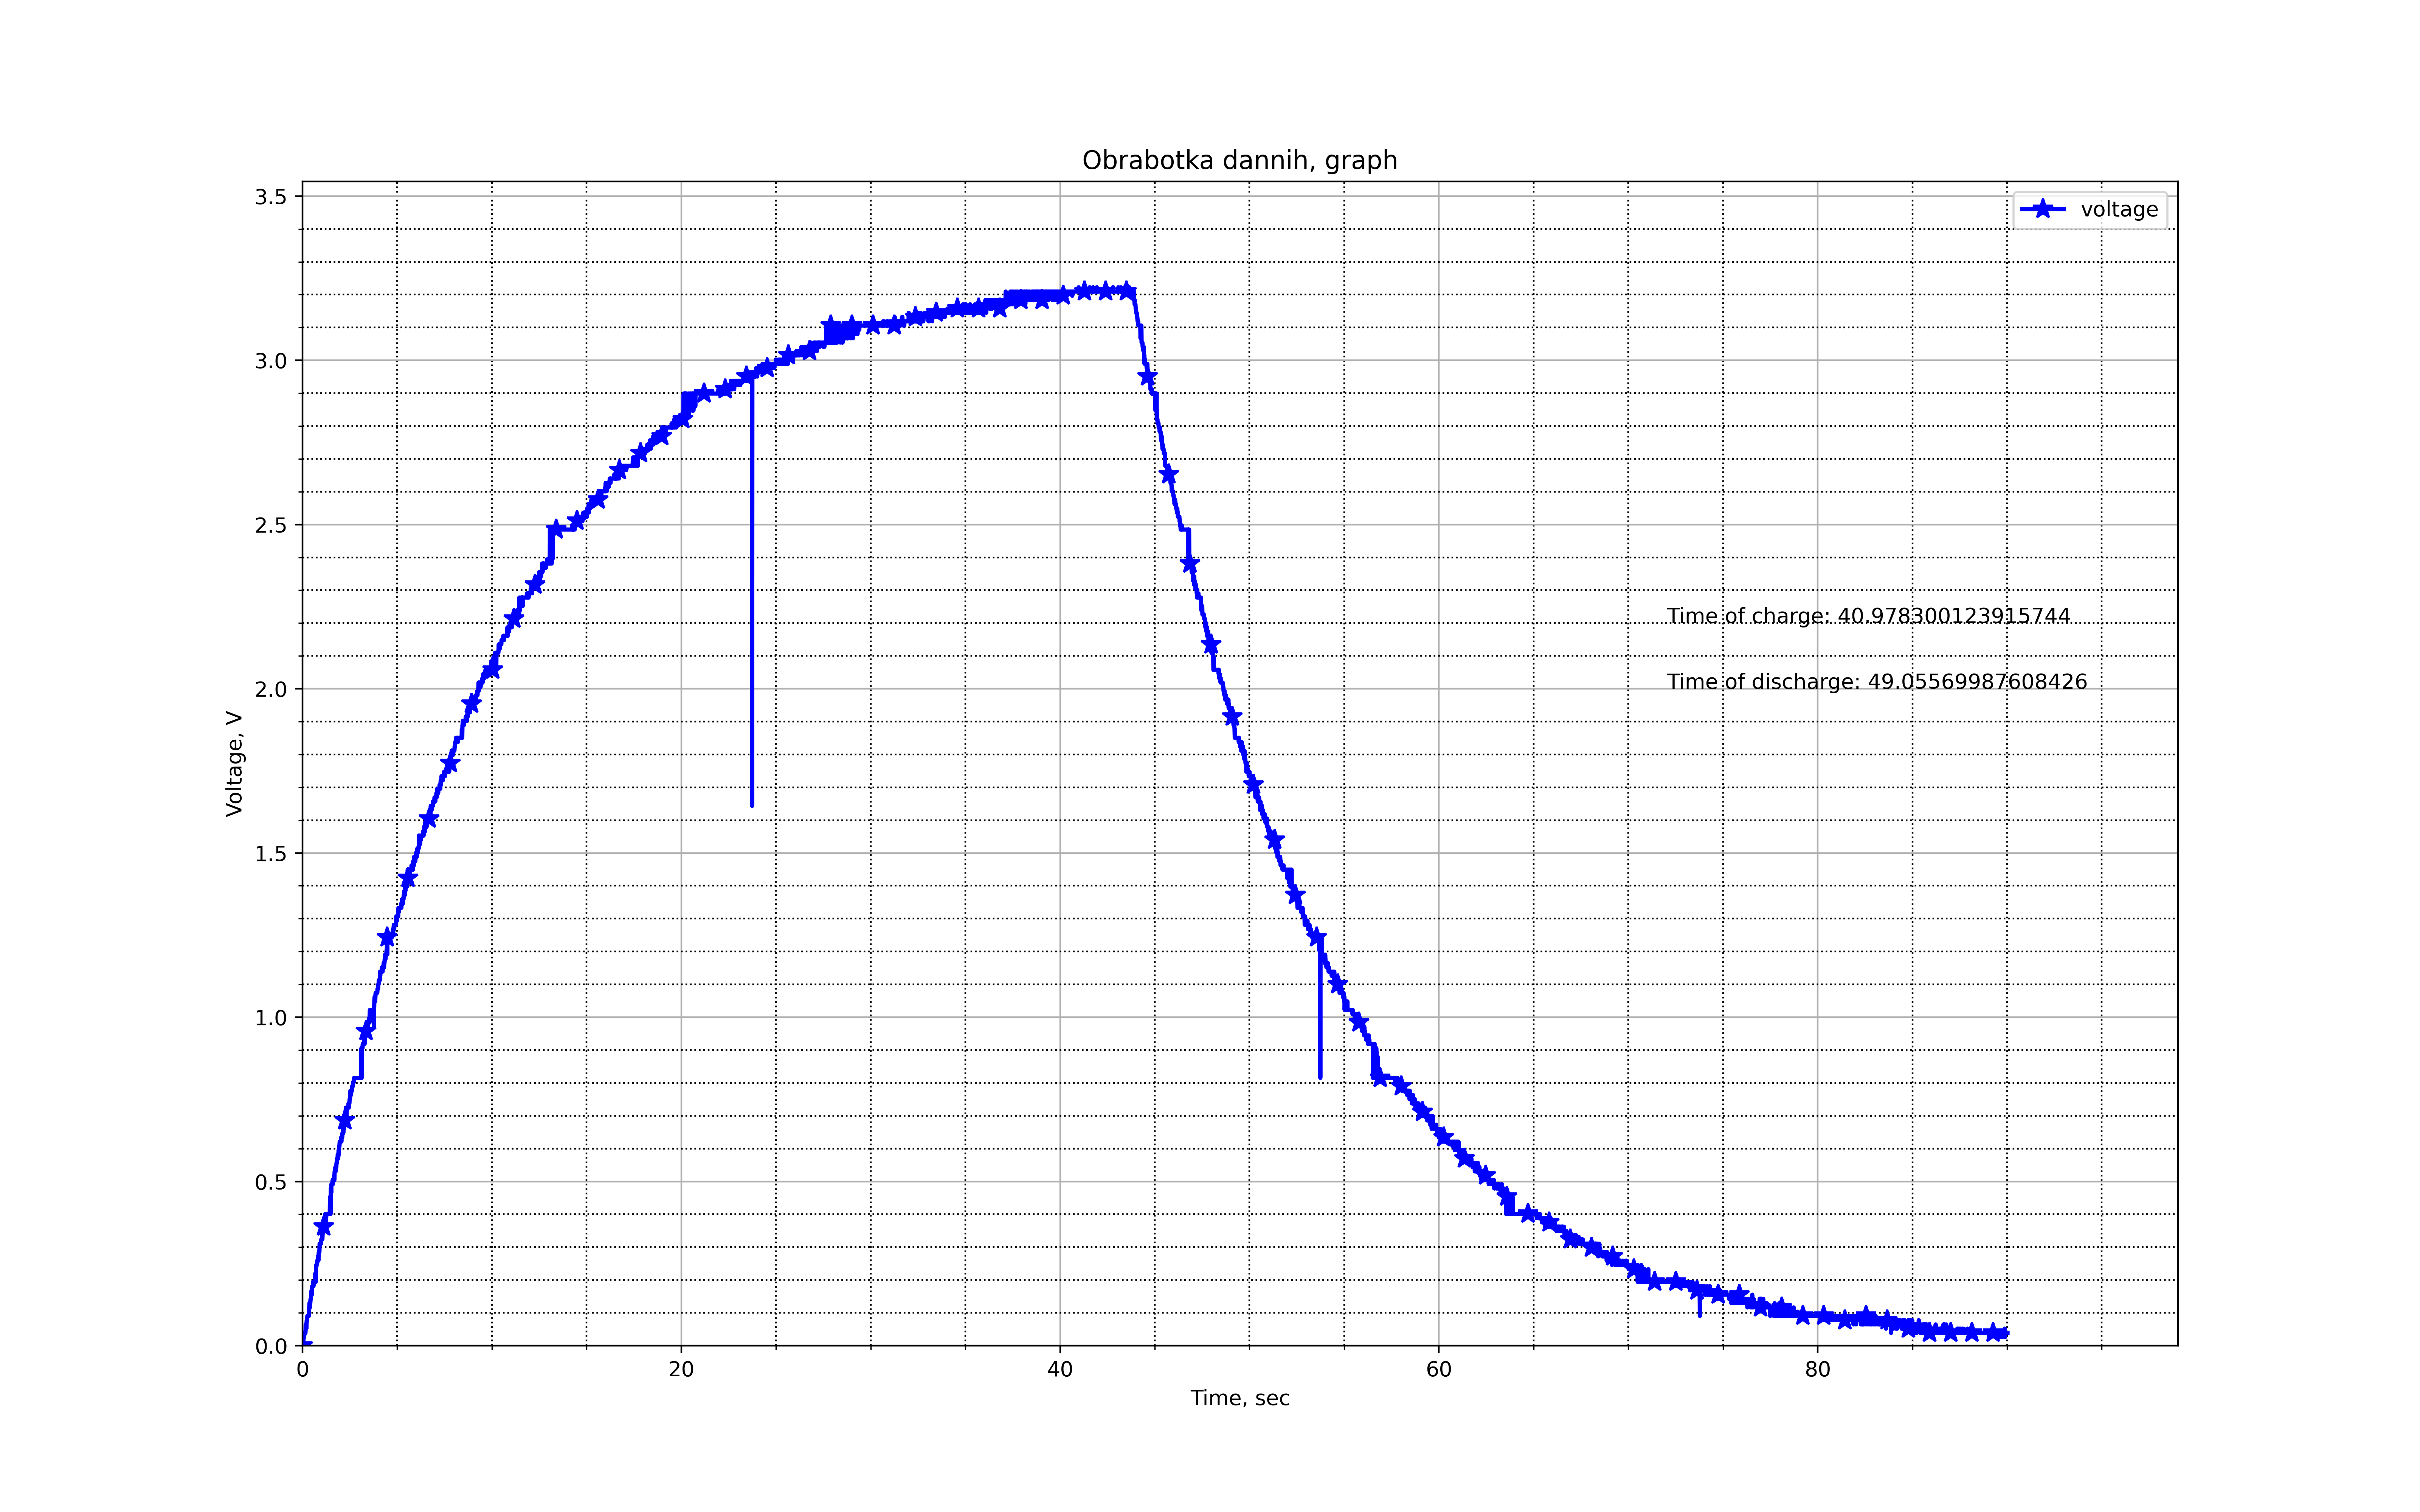 Obrabotka dannih, graph
voltage
3.5
3.0
2.5
2.0
1.5
1.0
0.5
0.0
Voltage, V
Time of charge: 40.978300123915744
Time of discharge: 49.05569987608426
0 20 40 60 80
Time, sec